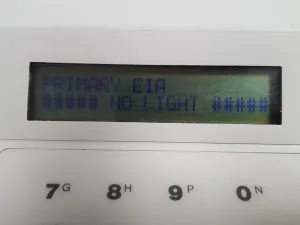 PRIMARY EIA
##### NO LIGHT #####
7G 8H 9P 0N